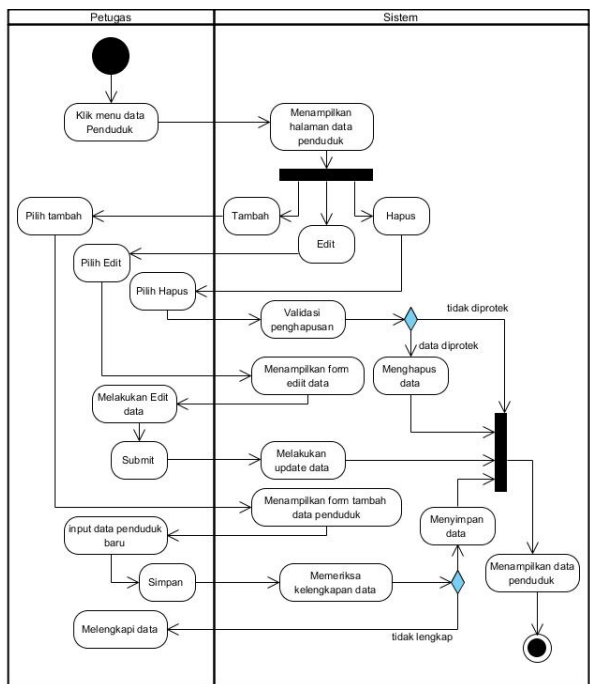 Petugas
Sistem
Klik menu data
Penduduk
Menampilkan
halaman data
penduduk
Pilih tambah
Tambah
Hapus
Edit
Pilih Edit
Pilih Hapus
Validasi
penghapusan
tidak diprotek
data diprotek
Menampilkan form
ediit data
Menghapus
data
Melakukan Edit
data
Submit
Melakukan
update data
Menampilkan form tambah
data penduduk
input data penduduk
baru
Menyimpan
data
Simpan
Memeriksa
kelengkapan data
Menampilkan data
penduduk
Melengkapi data
tidak lengkap